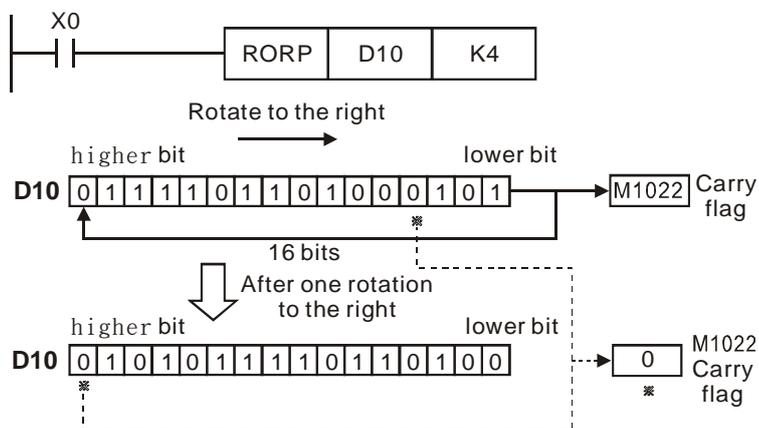 X0
RORP D10 K4
Rotate to the right
higher bit lower bit
D10 0 1 1 1 1 0 1 1 0 1 0 0 0 1 0 1 M1022 Carry
flag
※
16 bits
After one rotation
to the right
higher bit lower bit
D10 0 1 0 1 0 1 1 1 1 0 1 1 0 1 0 0 0 M1022
Carry
flag
※ ※